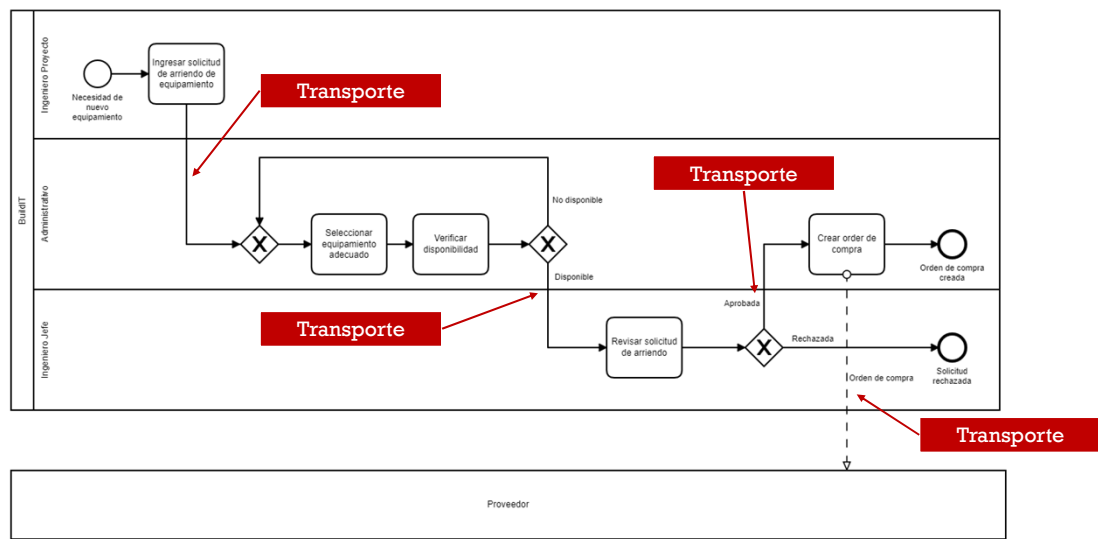 BuildIT
Ingeniero Proyecto
Necesidad de
nuevo
equipamiento
Ingresar solicitud
de arriendo de
equipamiento
Transporte
Administrativo
Transporte
No disponible
Seleccionar
equipamiento
adecuado
Verificar
disponibilidad
Crear order de
compra
Orden de compra
creada
Disponible
Ingeniero Jefe
Transporte
Aprobada
Revisar solicitud
de arriendo
Rechazada
Solicitud
rechazada
Orden de compra
Transporte
Proveedor